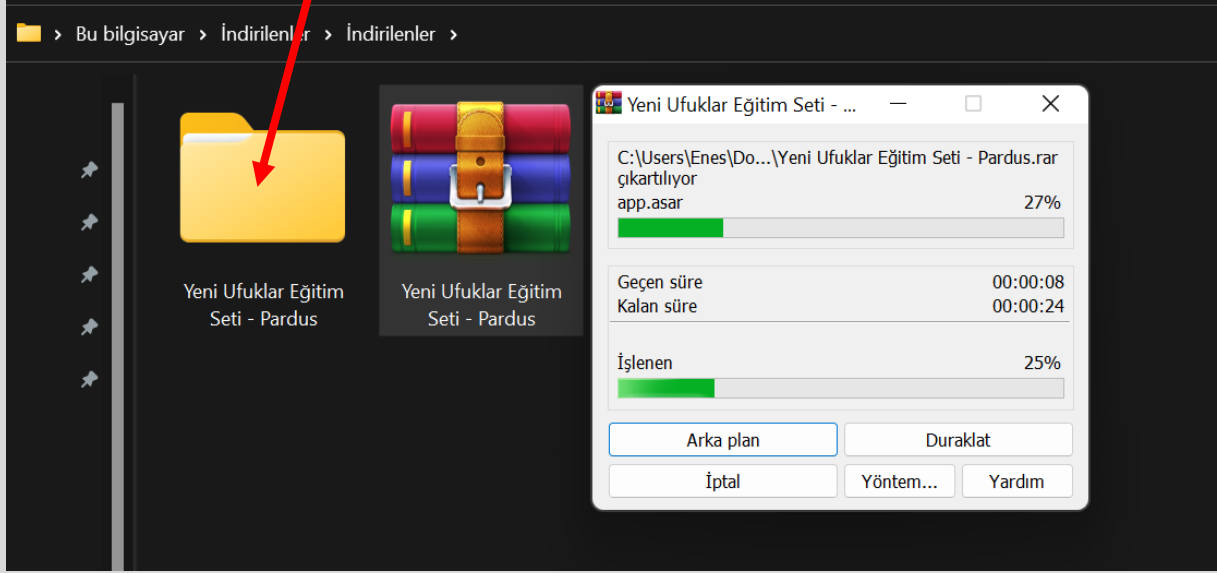 Bu bilgisayar > İndirilenler > İndirilenler >
Yeni Ufuklar Eğitim
Seti - Pardus
Yeni Ufuklar Eğitim
Seti - Pardus
Yeni Ufuklar Eğitim Seti - ...
C:\Users\Enes\Do...\Yeni Ufuklar Eğitim Seti - Pardus.rar
çıkartılıyor
app.asar 27%
Geçen süre 00:00:08
Kalan süre 00:00:24
İşlenen 25%
Arka plan Duraklat
İptal Yöntem... Yardım